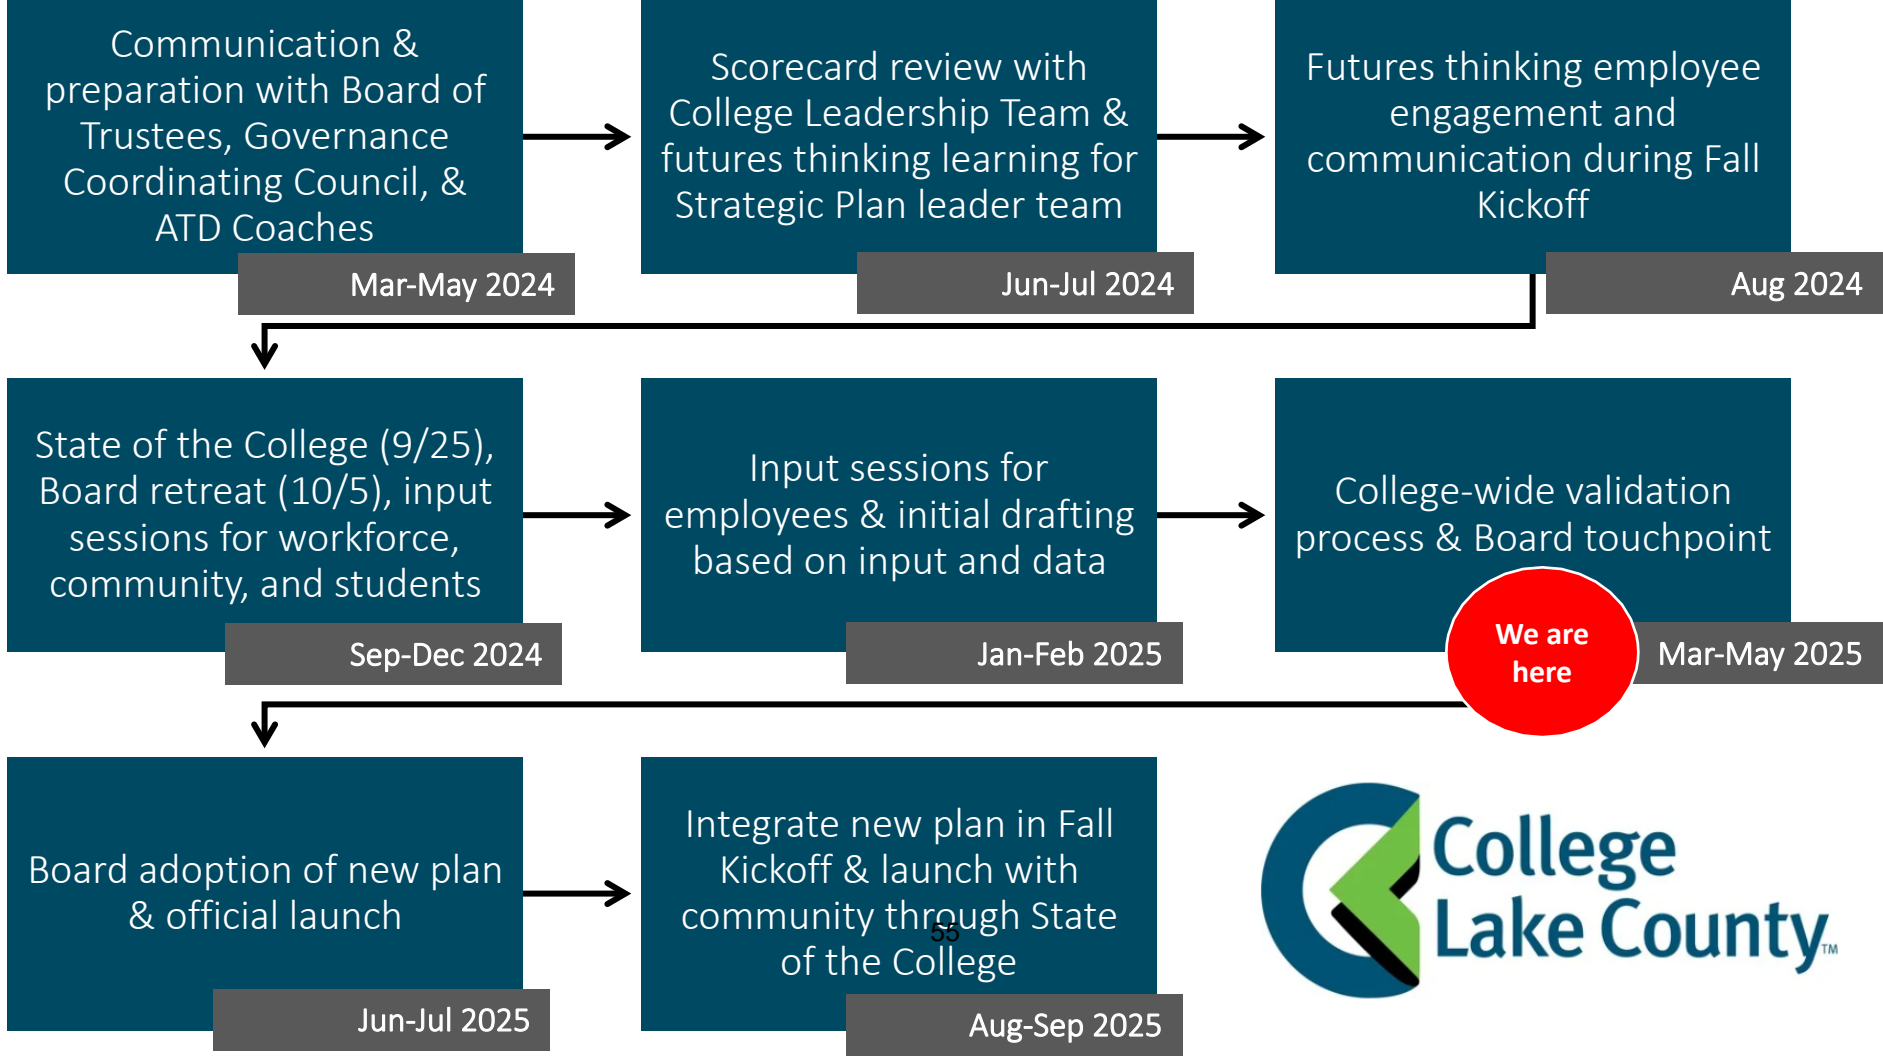 Communication &
preparation with Board of
Trustees, Governance
Coordinating Council, &
ATD Coaches
Mar-May 2024
Scorecard review with
College Leadership Team &
futures thinking learning for
Strategic Plan leader team
Jun-Jul 2024
Futures thinking employee
engagement and
communication during Fall
Kickoff
Aug 2024
State of the College (9/25),
Board retreat (10/5), input
sessions for workforce,
community, and students
Sep-Dec 2024
Input sessions for
employees & initial drafting
based on input and data
Jan-Feb 2025
College-wide validation
process & Board touchpoint
We are
here
Mar-May 2025
Board adoption of new plan
& official launch
Jun-Jul 2025
Integrate new plan in Fall
Kickoff & launch with
community through State
55
of the College
Aug-Sep 2025
College
Lake County™